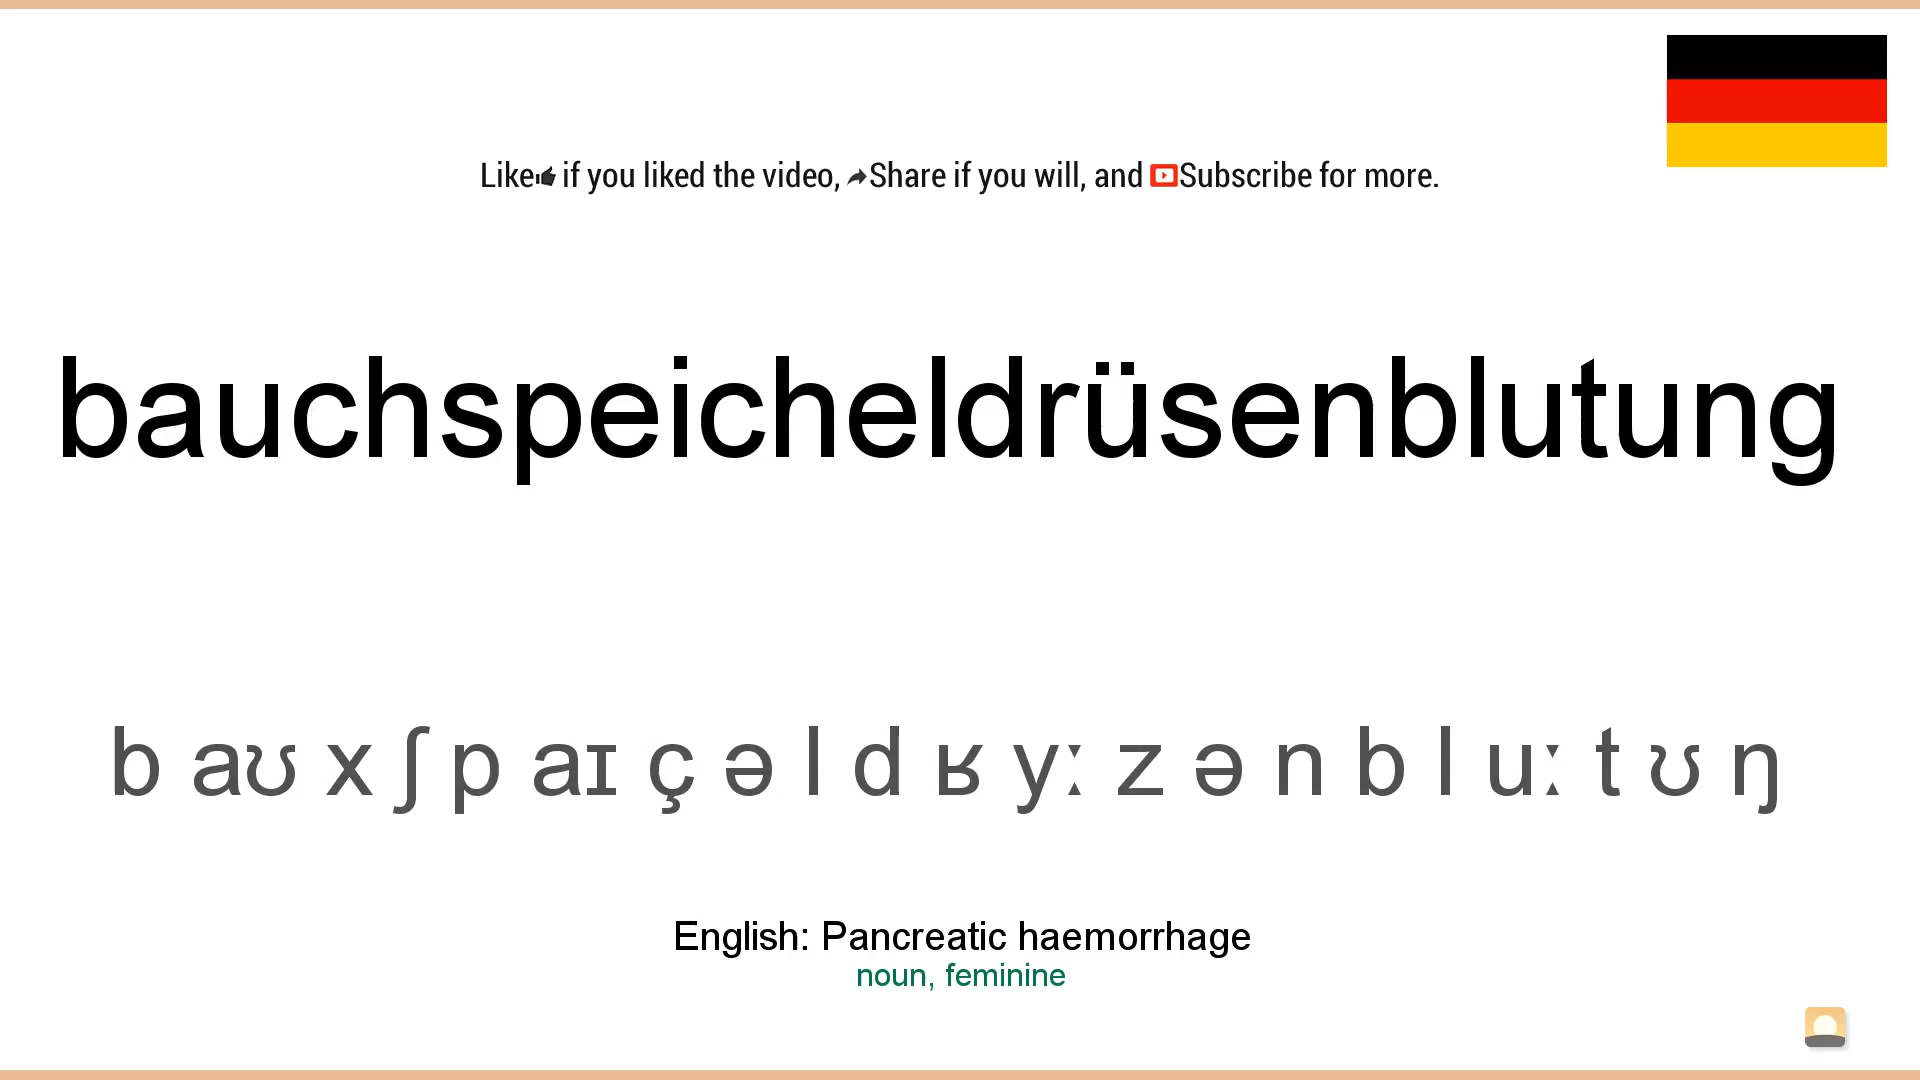 Like if you liked the video, Share if you will, and Subscribe for more.
bauchspeicheldrüsenblutung
b aʊ x ʃ p aɪ ç ə l d ʁ yː z ə n b l uː t ʊ ŋ
English: Pancreatic haemorrhage
noun, feminine